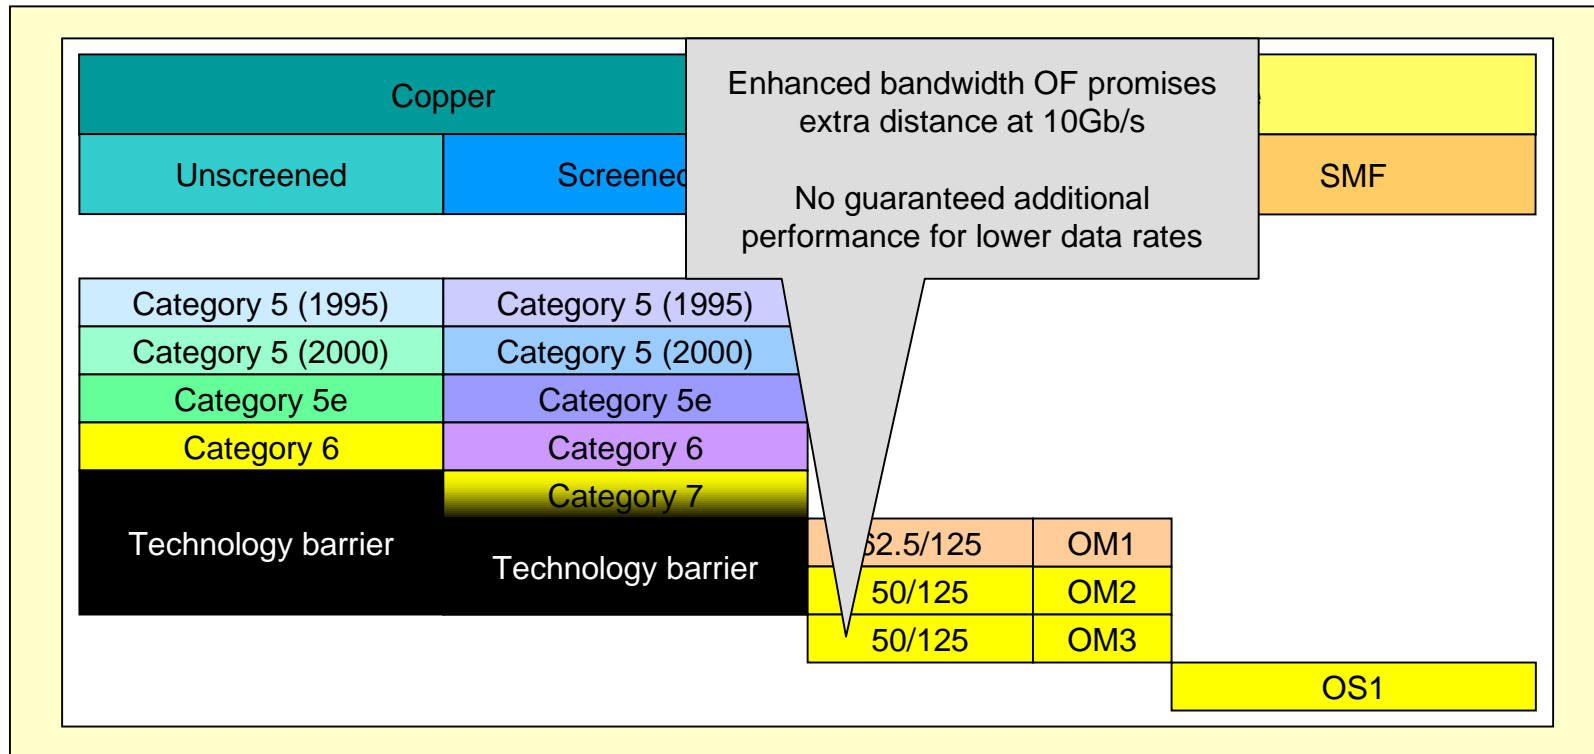 Copper
Enhanced bandwidth OF promises
extra distance at 10Gb/s
No guaranteed additional
performance for lower data rates
Unscreened
Screened
SMF
Category 5 (1995)
Category 5 (1995)
Category 5 (2000)
Category 5 (2000)
Category 5e
Category 5e
Category 6
Category 6
Category 7
Technology barrier
Technology barrier
62.5/125
OM1
50/125
OM2
50/125
OM3
OS1